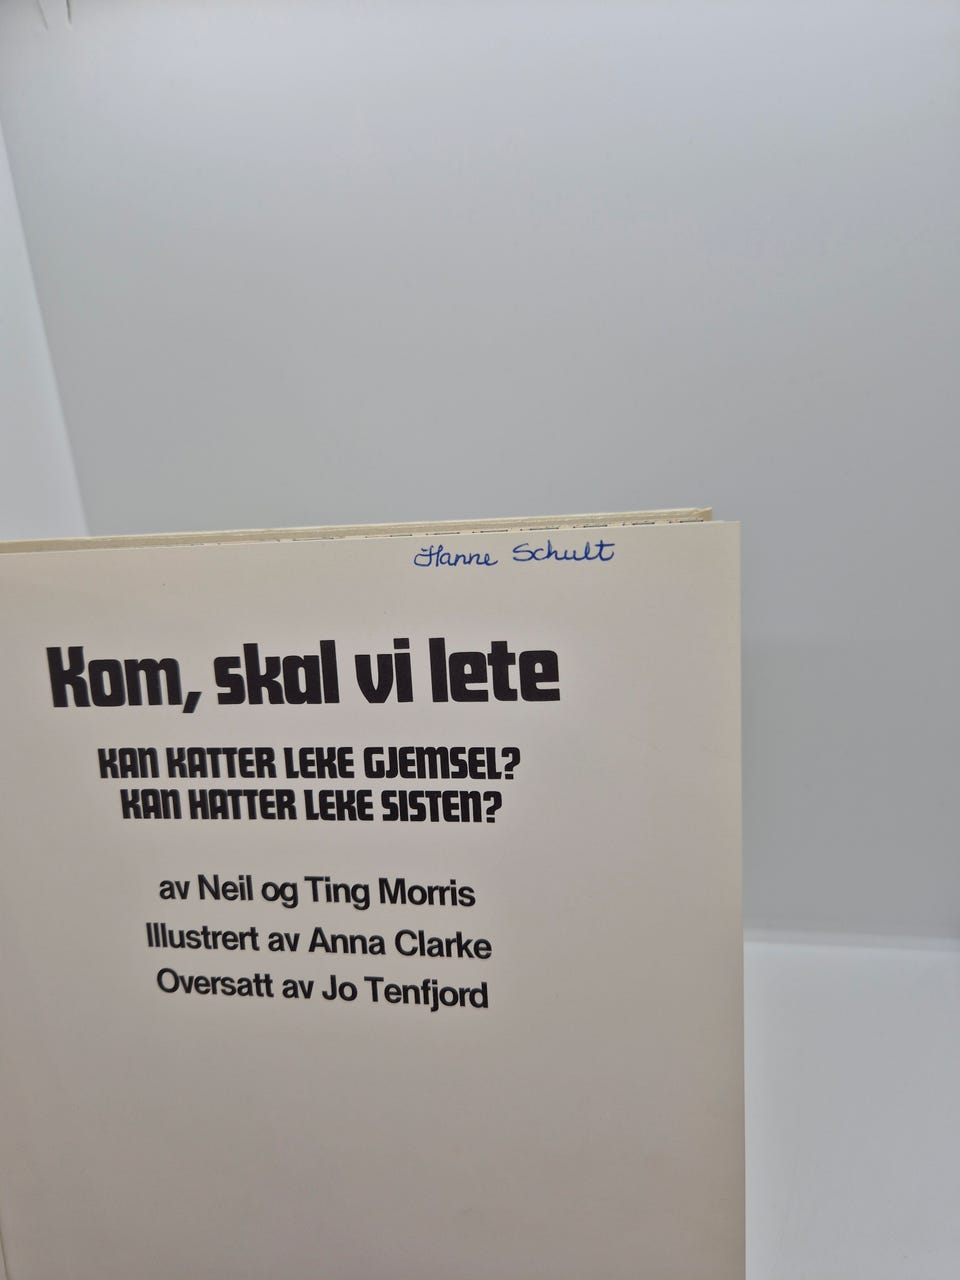 Hanne Schult
Kom, skal vi lete
KAN KATTER LEKE GJEMSEL?
KAN HATTER LEKE SISTEN?
av Neil og Ting Morris
Illustrert av Anna Clarke
Oversatt av Jo Tenfjord